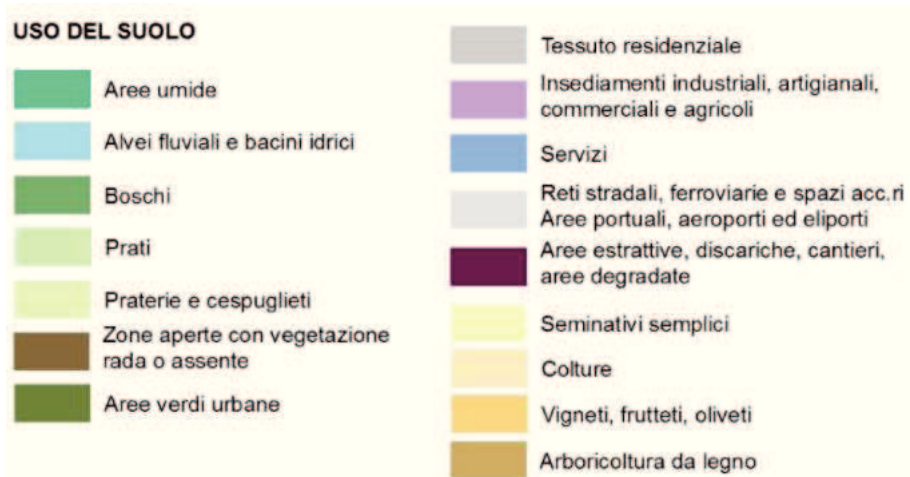 USO DEL SUOLO
Aree umide
Alvei fluviali e bacini idrici
Boschi
Prati
Praterie e cespuglieti
Zone aperte con vegetazione
rada o assente
Aree verdi urbane
Tessuto residenziale
Insediamenti industriali, artigianali,
commerciali e agricoli
Servizi
Reti stradali, ferroviarie e spazi acc.ri
Aree portuali, aeroporti ed eliporti
Aree estrattive, discariche, cantieri,
aree degradate
Seminativi semplici
Colture
Vigneti, frutteti, oliveti
Arboricoltura da legno